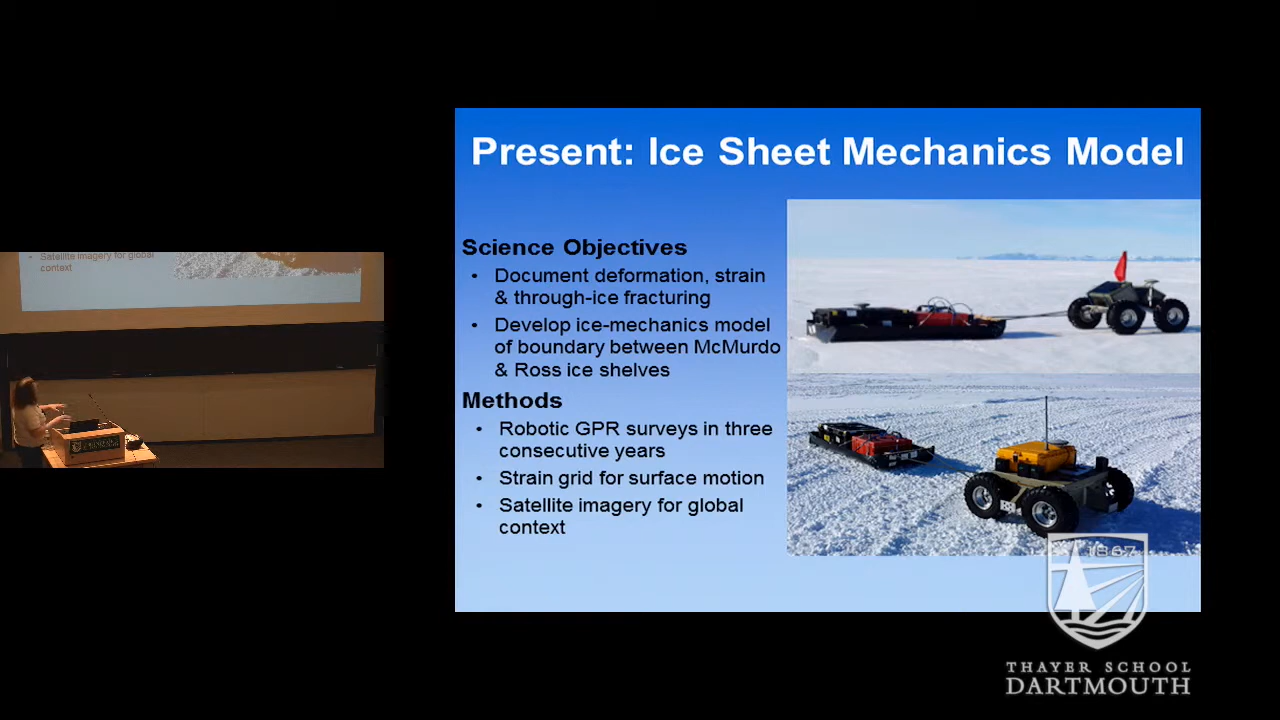 Present: Ice Sheet Mechanics Model
Science Objectives
• Document deformation, strain
& through-ice fracturing
• Develop ice-mechanics model
of boundary between McMurdo
& Ross ice shelves
Methods
• Robotic GPR surveys in three
consecutive years
• Strain grid for surface motion
• Satellite imagery for global
context
• Satellite imagery for global
context
1867
THAYER SCHOOL
DARTMOUTH